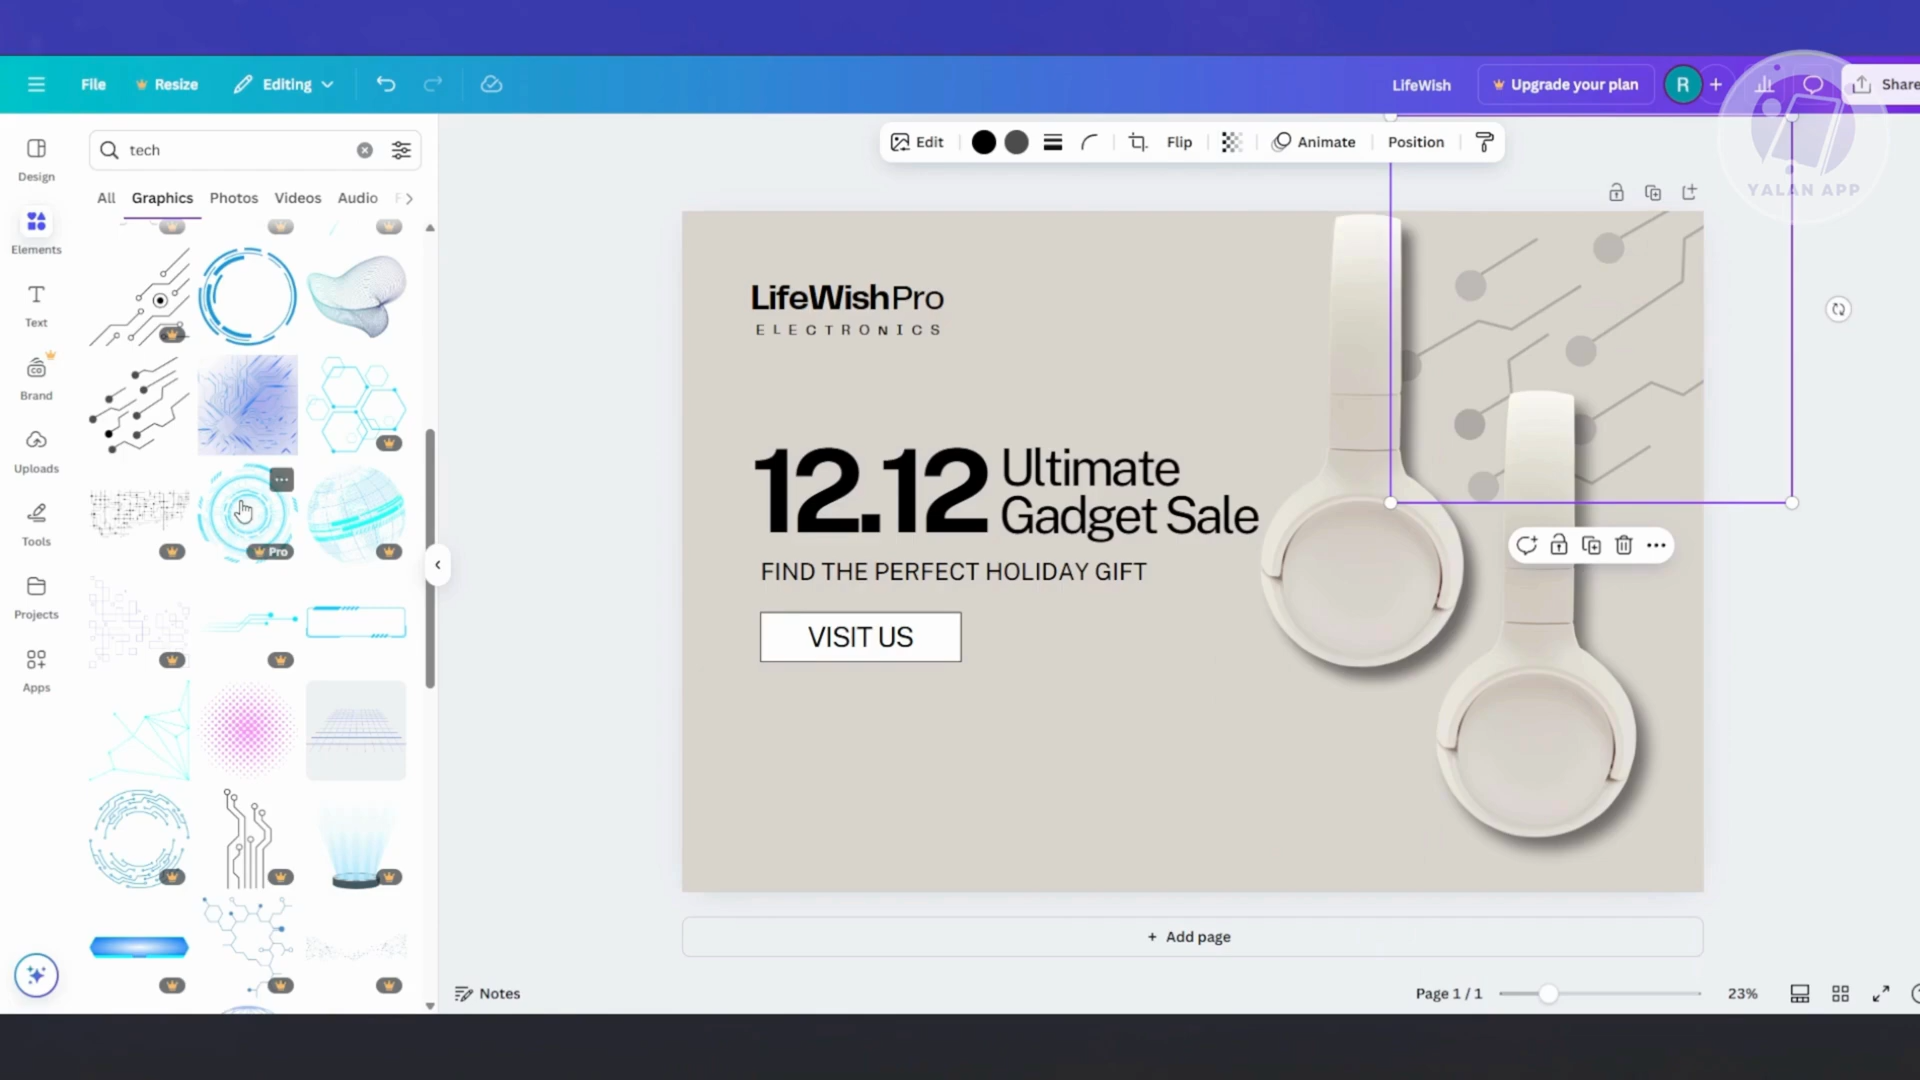 File
Resize
Editing
LifeWish
Upgrade your plan
R
Share
YALAN APP
Design
Elements
Text
Brand
Uploads
Tools
Projects
Apps
tech
All
Graphics
Photos
Videos
Audio
Pro
Edit
Flip
Animate
Position
LifeWishPro
ELECTRONICS
12.12 Ultimate
Gadget Sale
FIND THE PERFECT HOLIDAY GIFT
VISIT US
+ Add page
Notes
Page 1 / 1
23%